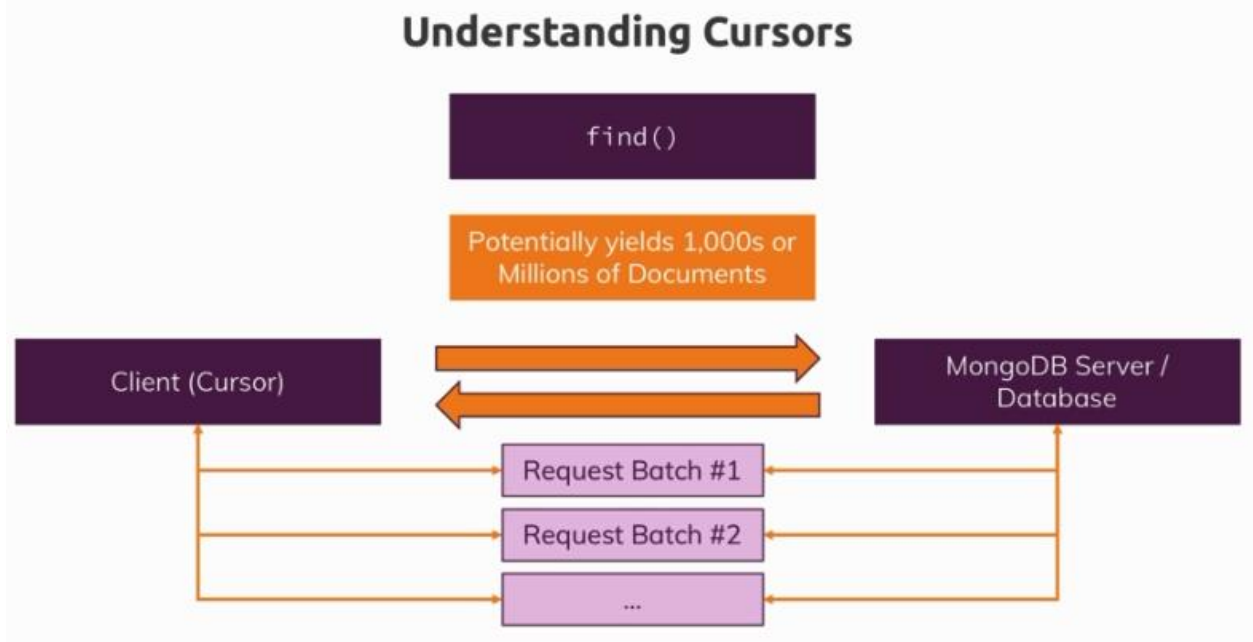 Understanding Cursors
find()
Potentially yields 1,000s or
Millions of Documents
Client (Cursor)
MongoDB Server /
Database
Request Batch #1
Request Batch #2
...